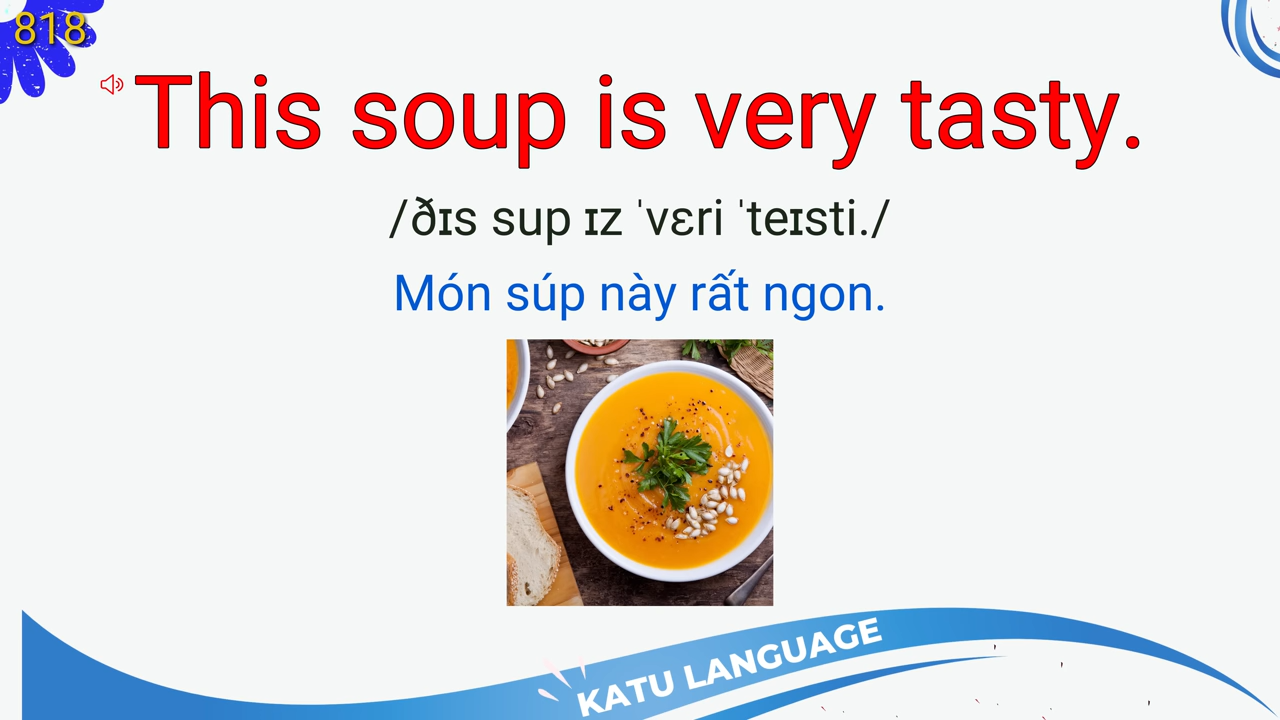 818
This soup is very tasty.
/ðɪs sup ɪz ˈvɛri ˈteɪsti./
Món súp này rất ngon.
KATU LANGUAGE